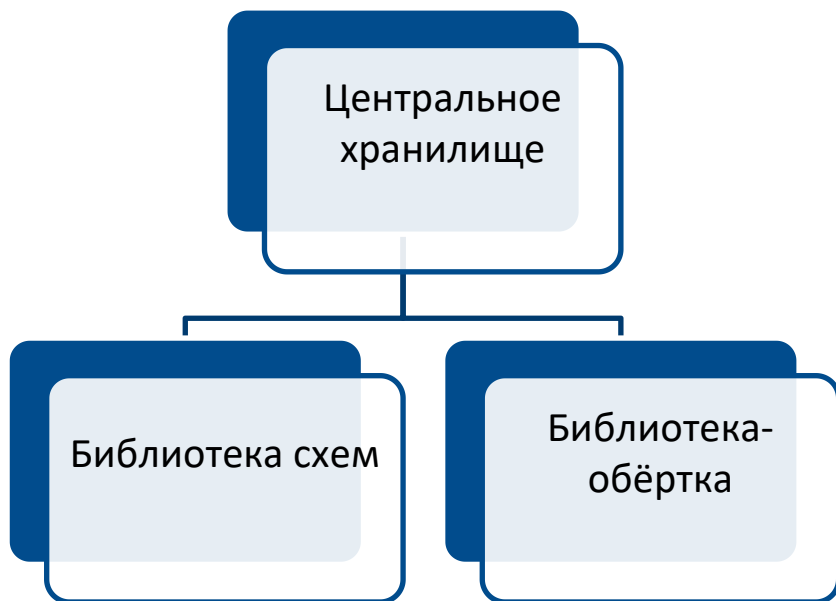 Центральное
хранилище
Библиотека схем
Библиотека-
обёртка